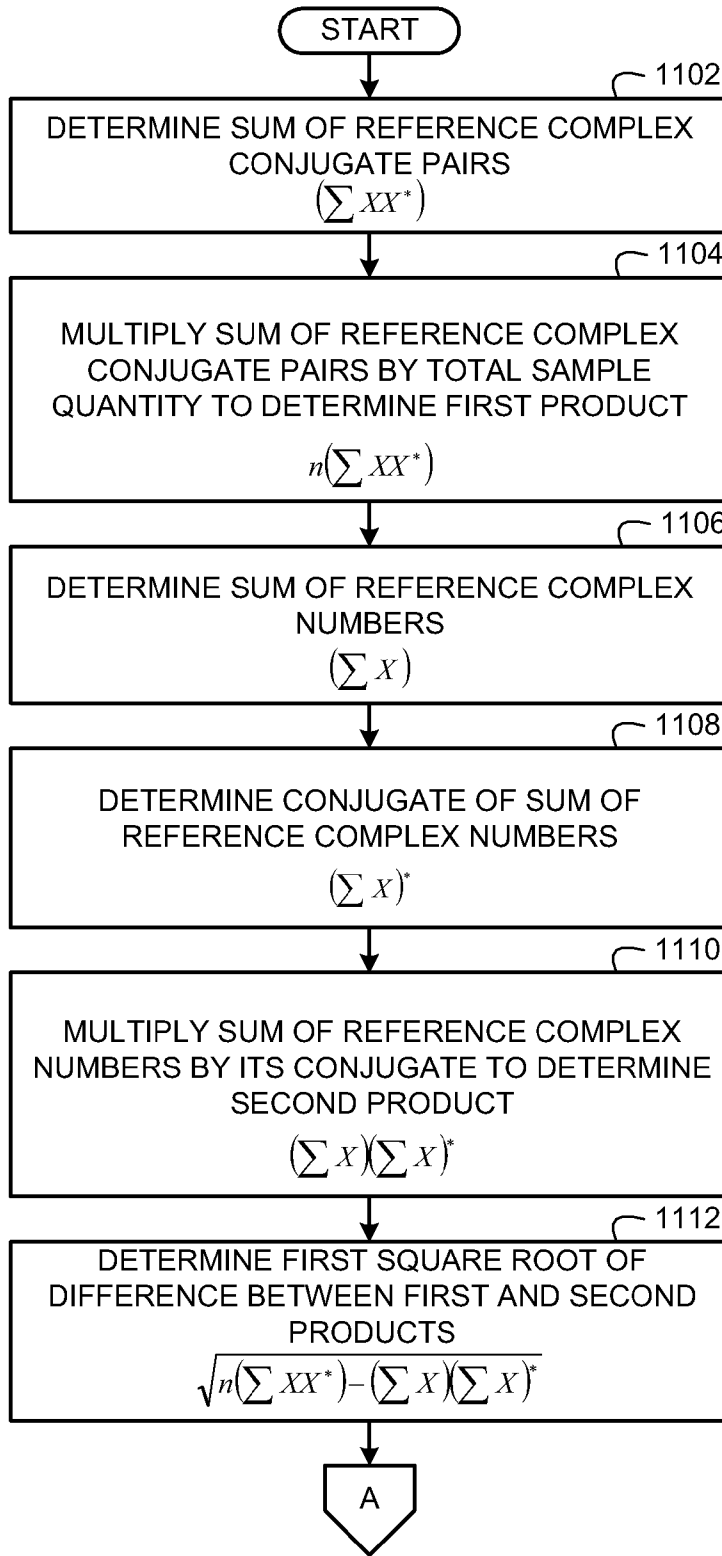 START
1102
DETERMINE SUM OF REFERENCE COMPLEX
CONJUGATE PAIRS
(∑ XX*)
1104
MULTIPLY SUM OF REFERENCE COMPLEX
CONJUGATE PAIRS BY TOTAL SAMPLE
QUANTITY TO DETERMINE FIRST PRODUCT
n(∑ XX*)
1106
DETERMINE SUM OF REFERENCE COMPLEX
NUMBERS
(∑ X)
1108
DETERMINE CONJUGATE OF SUM OF
REFERENCE COMPLEX NUMBERS
(∑ X)*
1110
MULTIPLY SUM OF REFERENCE COMPLEX
NUMBERS BY ITS CONJUGATE TO DETERMINE
SECOND PRODUCT
(∑ X)(∑ X)*
1112
DETERMINE FIRST SQUARE ROOT OF
DIFFERENCE BETWEEN FIRST AND SECOND
PRODUCTS
√n(∑ XX*)−(∑ X)(∑ X)*
A